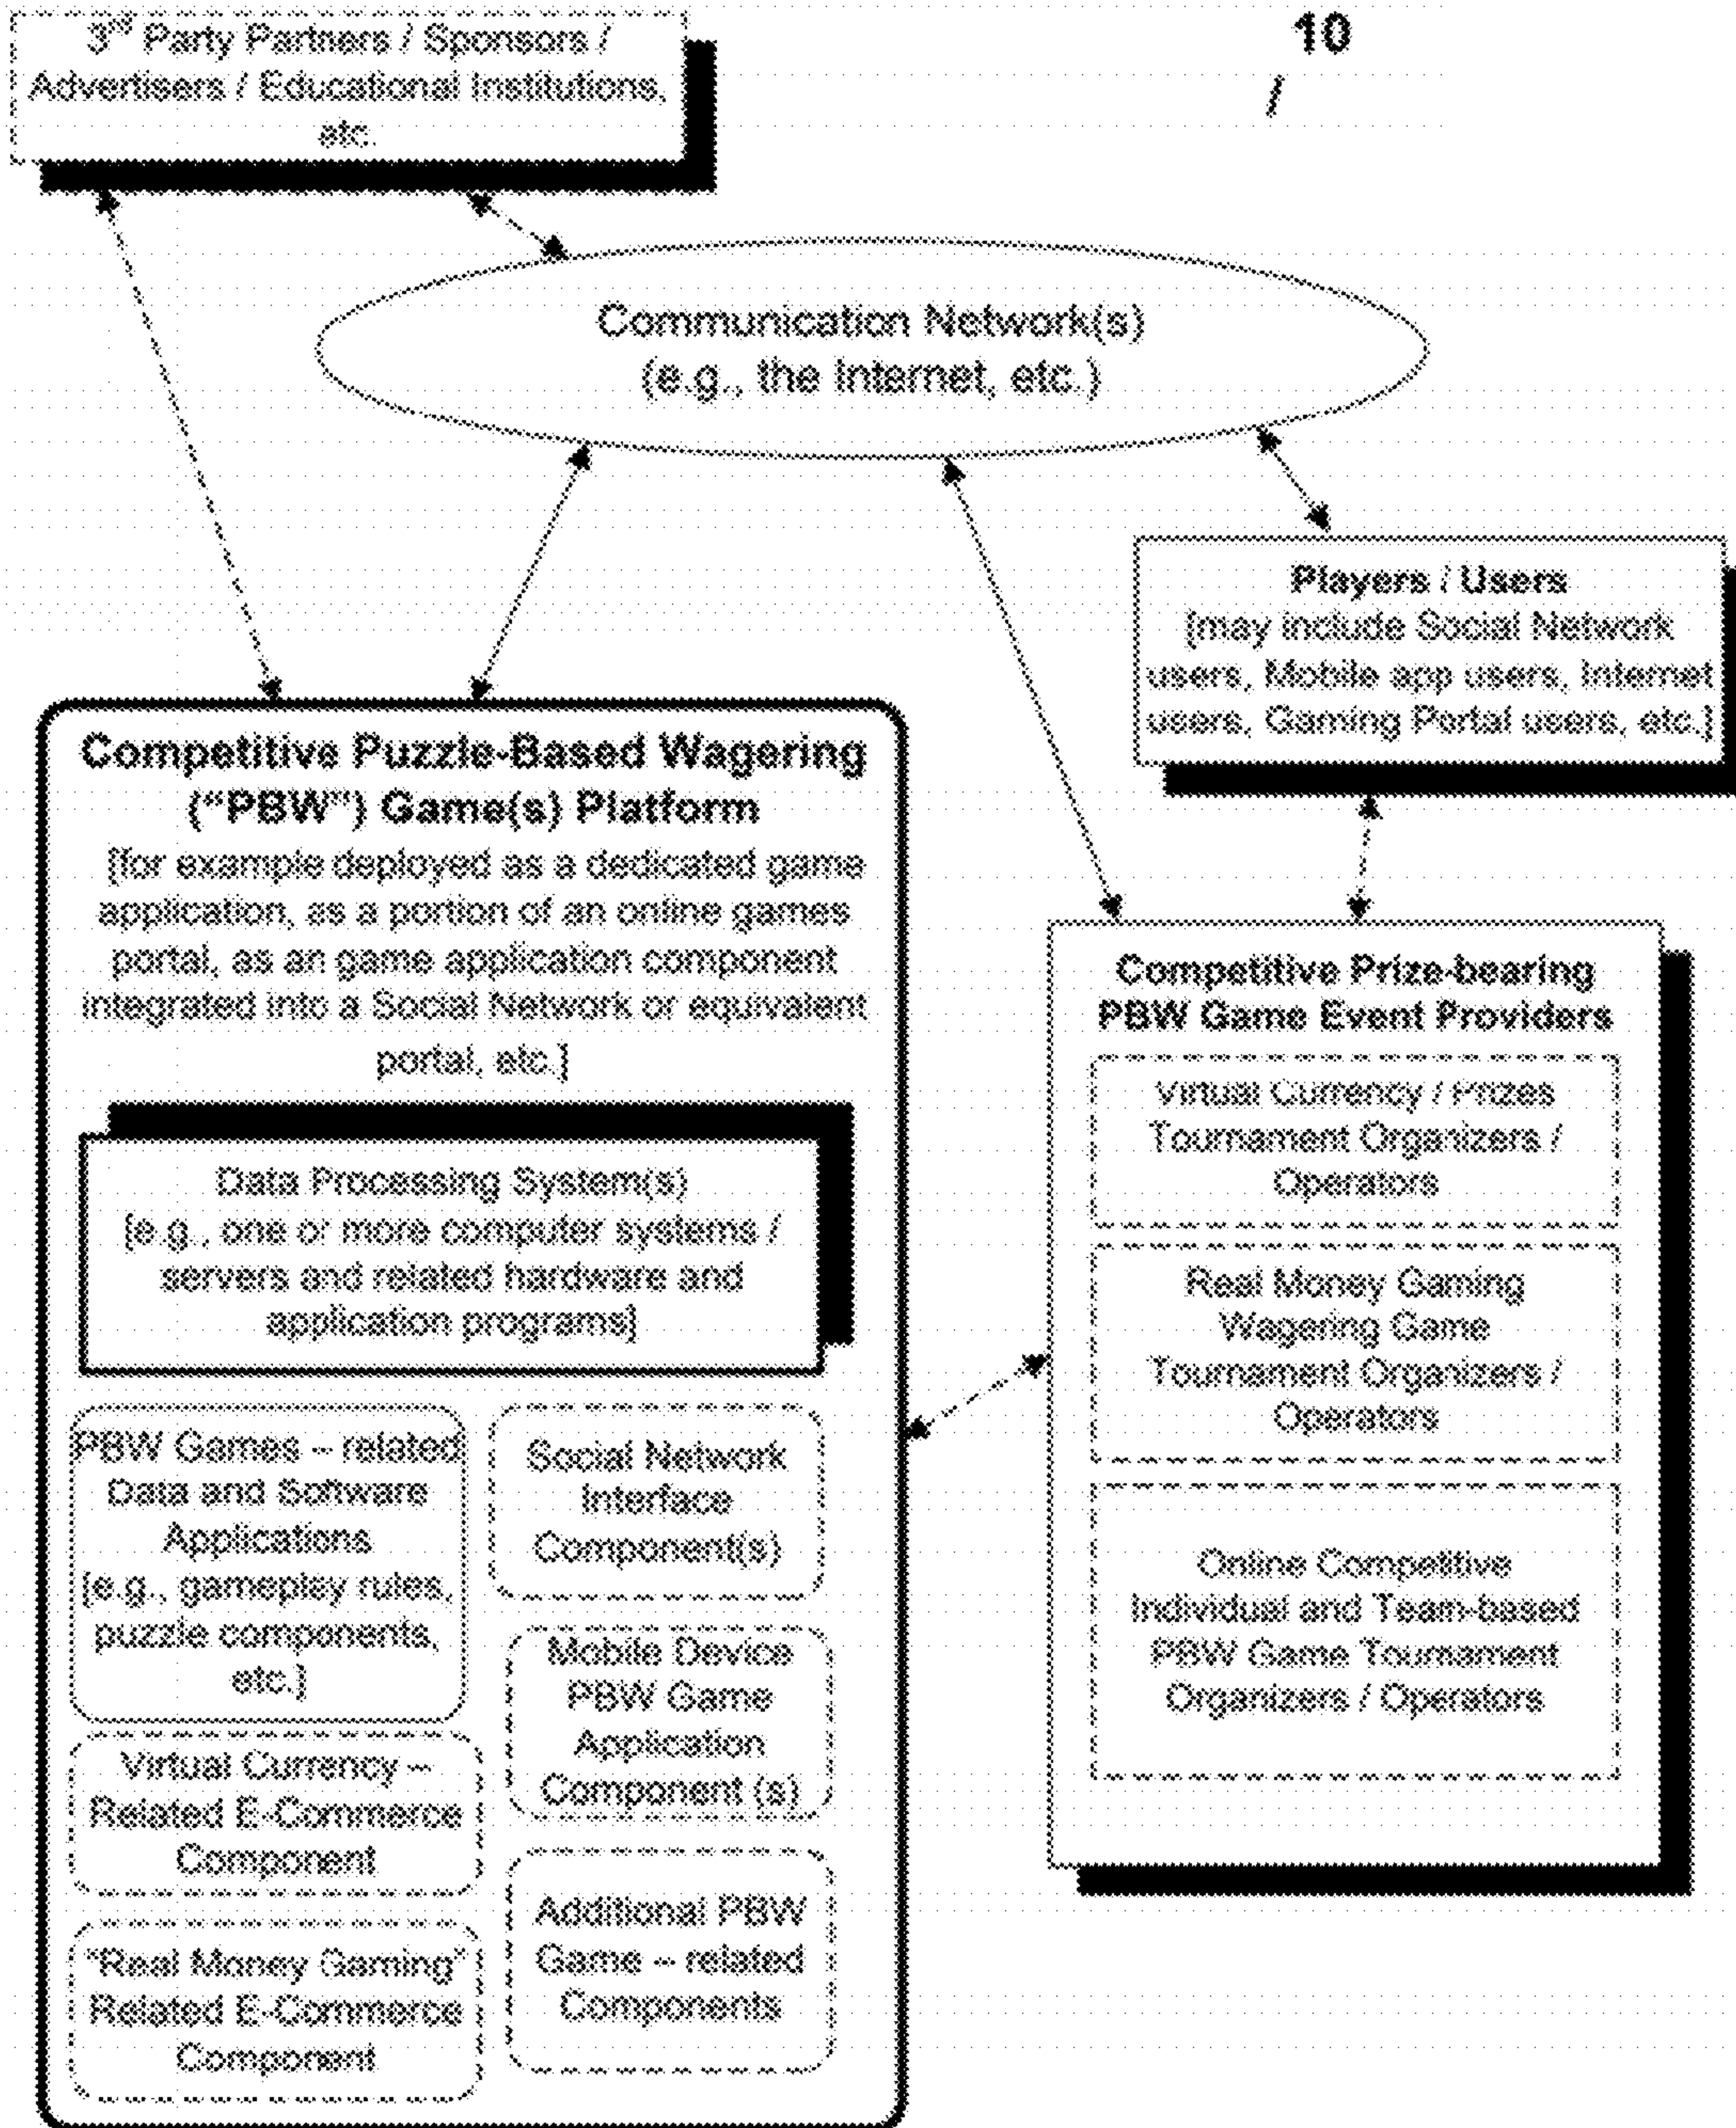 10
/
3rd Party Partners / Sponsors /
Advertisers / Educational Institutions,
etc.
Communication Network(s)
(e.g., the Internet, etc.)
Players / Users
[may include Social Network
users, Mobile app users, Internet
users, Gaming Portal users, etc.]
Competitive Puzzle-Based Wagering
("PBW") Game(s) Platform
[for example deployed as a dedicated game
application, as a portion of an online games
portal, as an game application component
integrated into a Social Network or equivalent
portal, etc.]
Data Processing System(s)
[e.g., one or more computer systems /
servers and related hardware and
application programs]
PBW Games – related
Data and Software
Applications
[e.g., gameplay rules,
puzzle components,
etc.]
Virtual Currency –
Related E-Commerce
Component
"Real Money Gaming"
Related E-Commerce
Component
Social Network
Interface
Component(s)
Mobile Device
PBW Game
Application
Component (s)
Additional PBW
Game – related
Components
Competitive Prize-bearing
PBW Game Event Providers
Virtual Currency / Prizes
Tournament Organizers /
Operators
Real Money Gaming
Wagering Game
Tournament Organizers /
Operators
Online Competitive
Individual and Team-based
PBW Game Tournament
Organizers / Operators